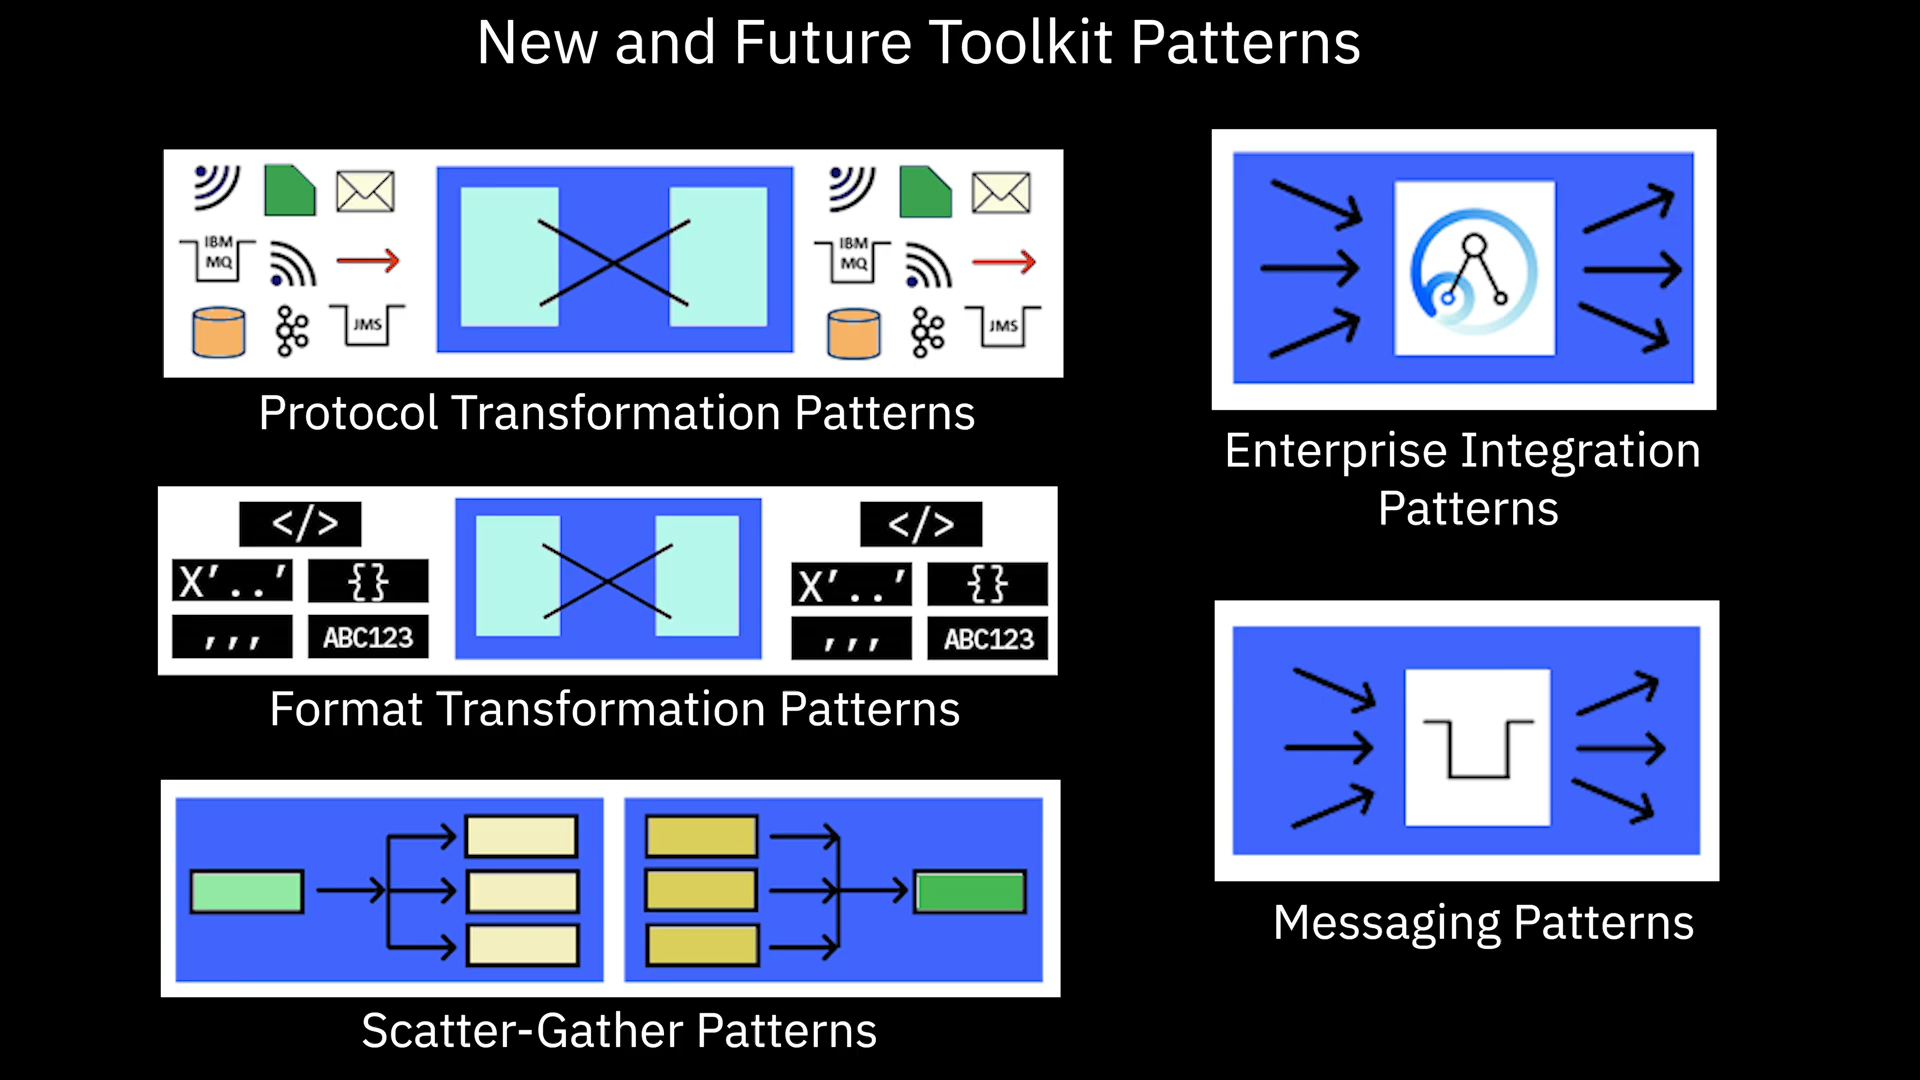 New and Future Toolkit Patterns
IBM
MQ
JMS
IBM
MQ
JMS
Protocol Transformation Patterns
</>
X'..' {}
,,, ABC123
</>
X'..' {}
,,, ABC123
Format Transformation Patterns
Scatter-Gather Patterns
Enterprise Integration
Patterns
Messaging Patterns